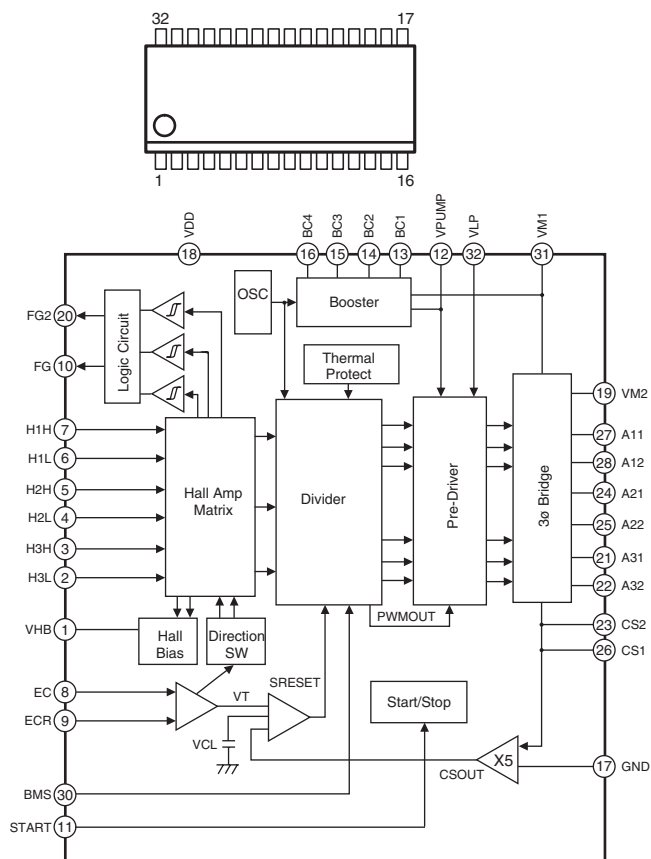 32 17
1 16
VDD
BC4
BC3
BC2
BC1
VPUMP
VLP
VM1
18 16 15 14 13 12 32 31
OSC
Booster
FG2 20
Logic Circuit
Thermal
Protect
FG 10
19 VM2
H1H 7
27 A11
H1L 6
28 A12
H2H 5
Hall Amp
Matrix
Divider
Pre-Driver
3ø Bridge
24 A21
H2L 4
25 A22
H3H 3
21 A31
H3L 2
22 A32
PWMOUT
23 CS2
VHB 1
Hall
Bias
Direction
SW
26 CS1
SRESET
EC 8
VT
Start/Stop
ECR 9
VCL
X5
17 GND
CSOUT
BMS 30
START 11